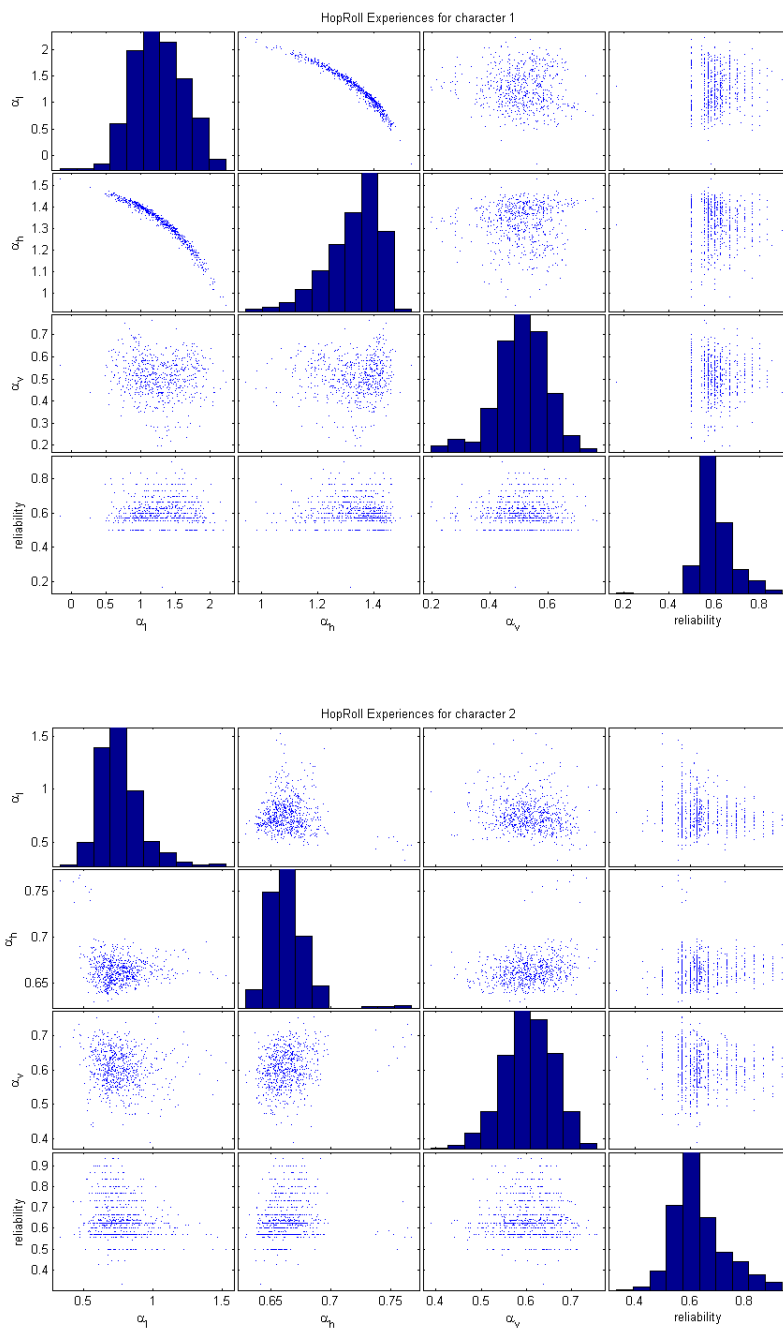 HopRoll Experiences for character 1
2
1.5
α_l
1
0.5
0
1.5
1.4
α_h
1.3
1.2
1.1
1
0.7
0.6
α_v
0.5
0.4
0.3
0.2
0.8
reliability
0.6
0.4
0.2
0 0.5 1 1.5 2 1 1.2 1.4 0.2 0.4 0.6 0.2 0.4 0.6 0.8
α_l α_h α_v reliability
HopRoll Experiences for character 2
1.5
α_l
1
0.5
0.75
α_h
0.7
0.65
0.7
α_v
0.6
0.5
0.4
0.9
0.8
reliability
0.7
0.6
0.5
0.4
0.5 1 1.5 0.65 0.7 0.75 0.4 0.5 0.6 0.7 0.4 0.6 0.8
α_l α_h α_v reliability